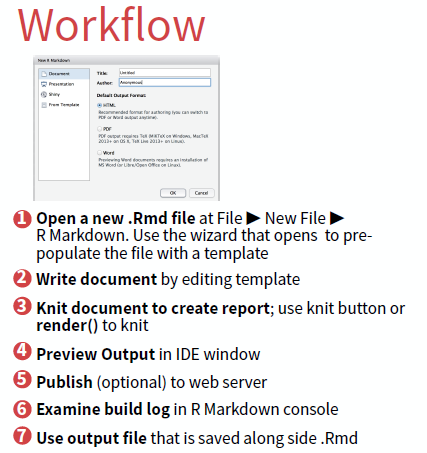 Workflow
New R Markdown
Document
Presentation
Shiny
From Template
Title: Untitled
Author: Anonymous
Default Output Format:
HTML
Recommended format for authoring (you can switch to
PDF or Word output anytime).
PDF
PDF output requires TeX (MiKTeX on Windows, MacTeX
2013+ on OS X, TeX Live 2013+ on Linux).
Word
Previewing Word documents requires an installation of
MS Word (or Libre/Open Office on Linux).
OK Cancel
1 Open a new .Rmd file at File ▶ New File ▶
R Markdown. Use the wizard that opens to pre-
populate the file with a template
2 Write document by editing template
3 Knit document to create report; use knit button or
render() to knit
4 Preview Output in IDE window
5 Publish (optional) to web server
6 Examine build log in R Markdown console
7 Use output file that is saved along side .Rmd